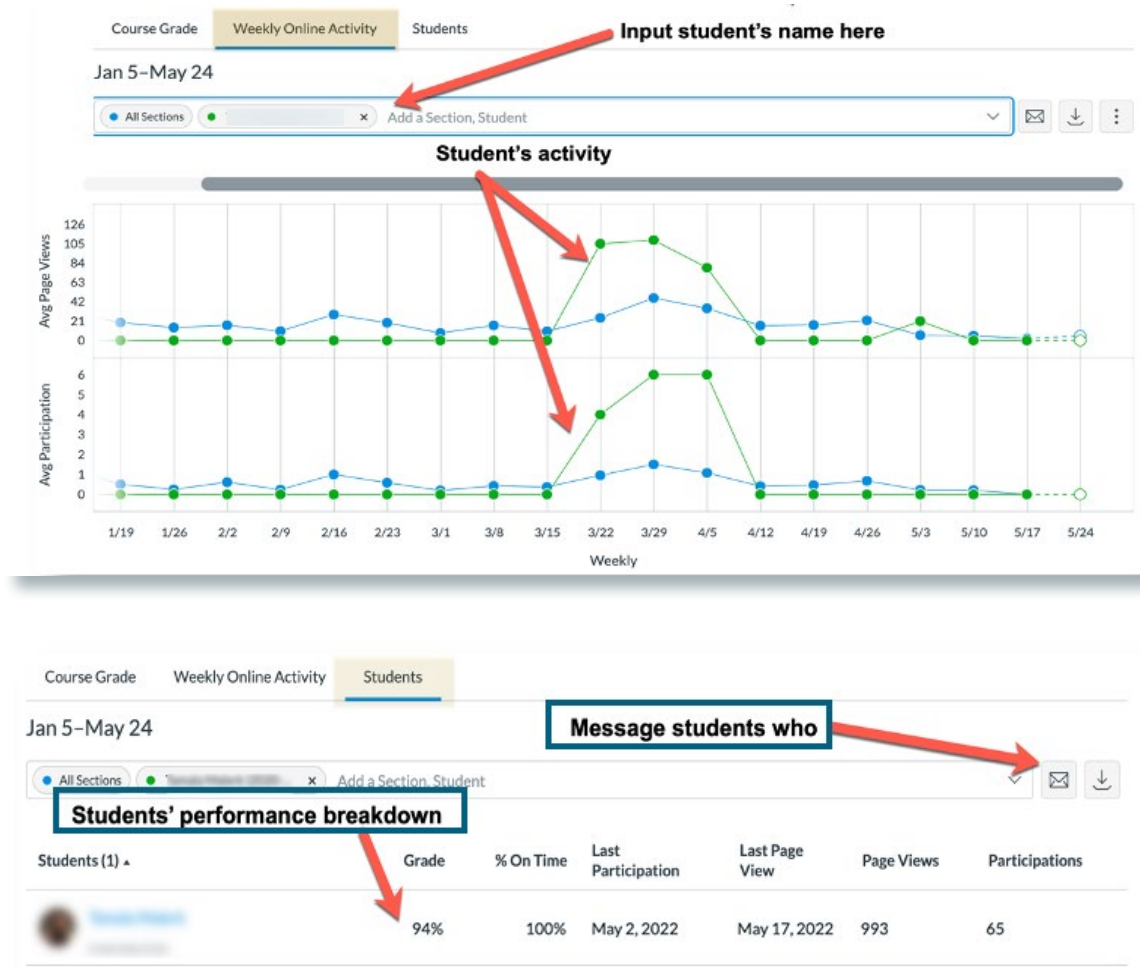 Course Grade Weekly Online Activity Students
Input student's name here
Jan 5–May 24
All Sections x Add a Section, Student
Student's activity
126
105
84
63
42
21
0
Avg Page Views
6
5
4
3
2
1
0
Avg Participation
1/19 1/26 2/2 2/9 2/16 2/23 3/1 3/8 3/15 3/22 3/29 4/5 4/12 4/19 4/26 5/3 5/10 5/17 5/24
Weekly
Course Grade Weekly Online Activity Students
Message students who
Jan 5–May 24
All Sections x Add a Section, Student
Students' performance breakdown
Students (1) Grade % On Time Last Participation Last Page View Page Views Participations
94% 100% May 2, 2022 May 17, 2022 993 65